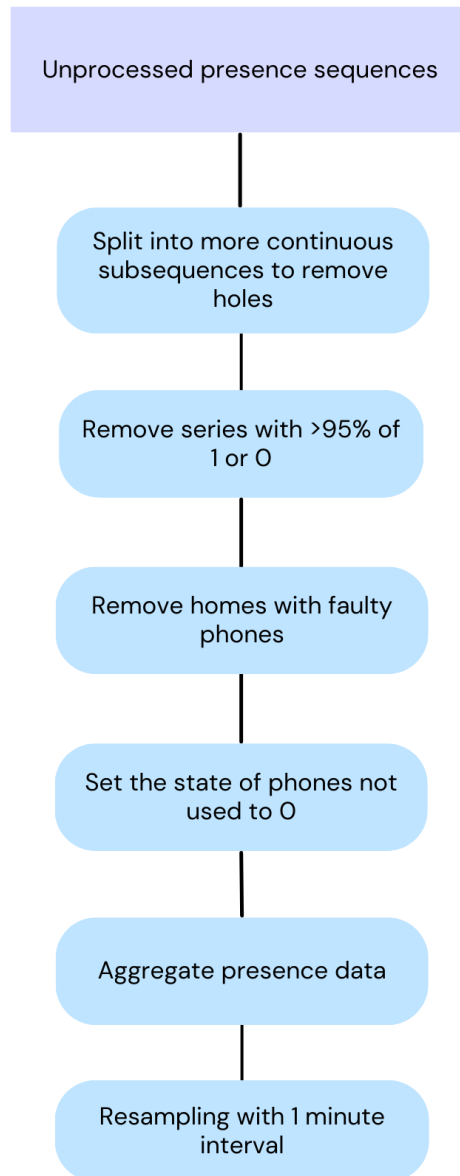 Unprocessed presence sequences
Split into more continuous
subsequences to remove
holes
Remove series with >95% of
1 or 0
Remove homes with faulty
phones
Set the state of phones not
used to 0
Aggregate presence data
Resampling with 1 minute
interval